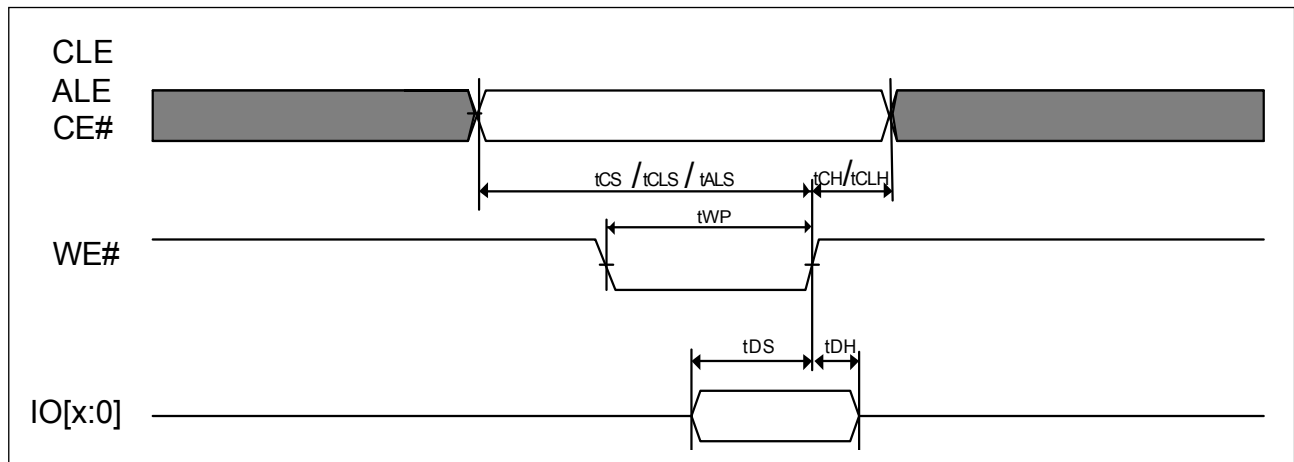 CLE
ALE
CE#
tCS /tCLS / tALS
tCH/tCLH
tWP
WE#
tDS
tDH
IO[x:0]